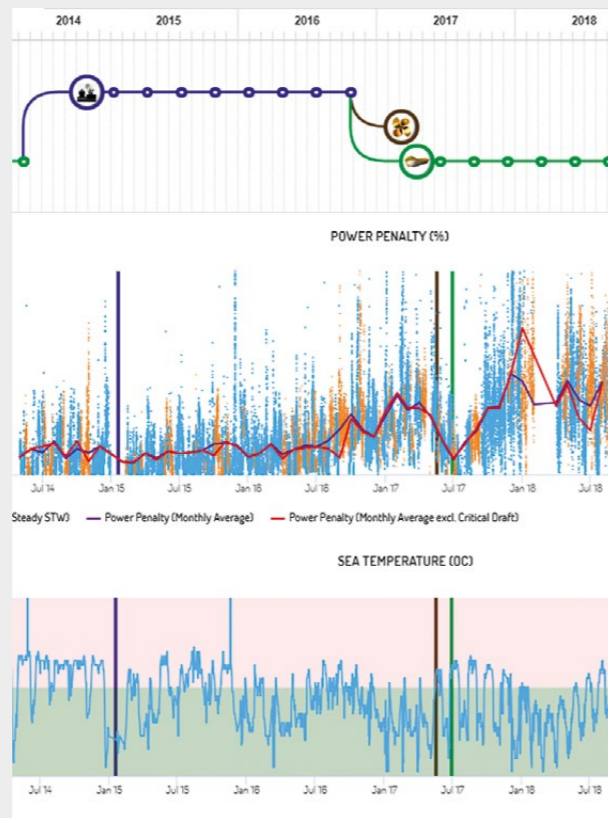 2014 2015 2016 2017 2018
POWER PENALTY (%)
Jul 14 Jan 15 Jul 15 Jan 16 Jul 16 Jan 17 Jul 17 Jan 18 Jul 18
Steady STW) Power Penalty (Monthly Average) Power Penalty (Monthly Average excl. Critical Draft)
SEA TEMPERATURE (0C)
Jul 14 Jan 15 Jul 15 Jan 16 Jul 16 Jan 17 Jul 17 Jan 18 Jul 18